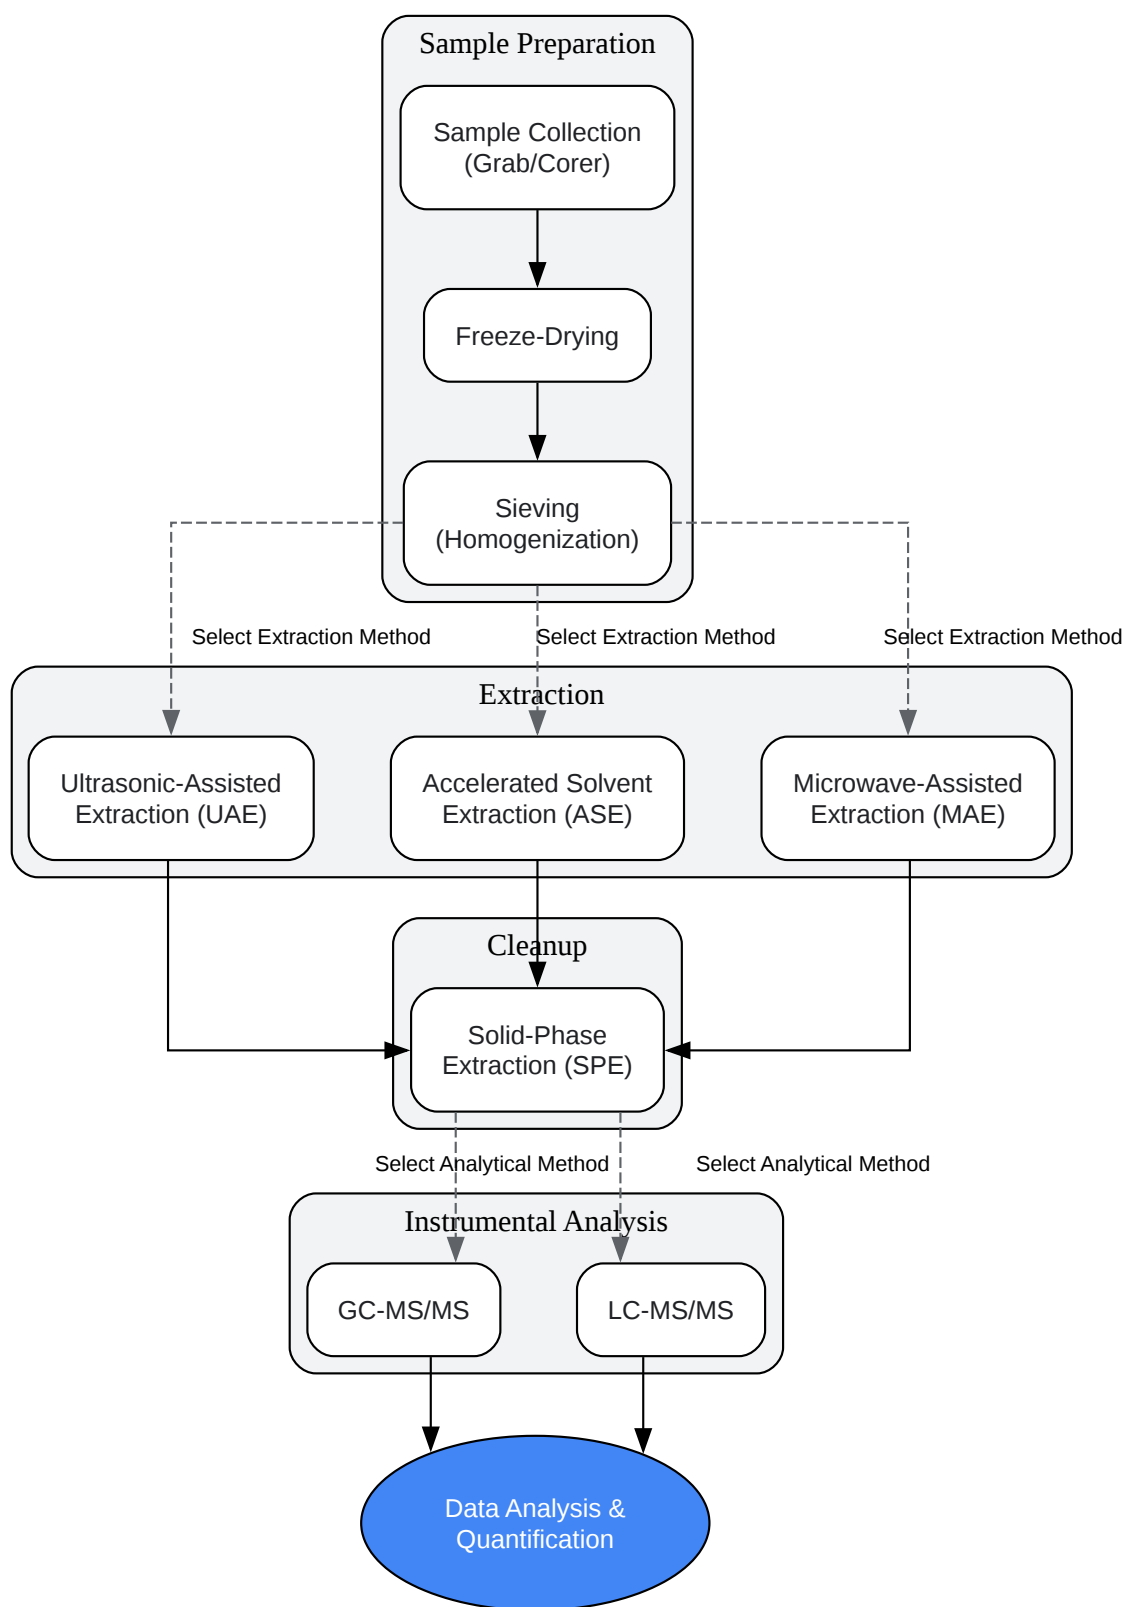 Sample Preparation
Sample Collection
(Grab/Corer)
Freeze-Drying
Sieving
(Homogenization)
Select Extraction Method
Select Extraction Method
Select Extraction Method
Extraction
Ultrasonic-Assisted
Extraction (UAE)
Accelerated Solvent
Extraction (ASE)
Microwave-Assisted
Extraction (MAE)
Cleanup
Solid-Phase
Extraction (SPE)
Select Analytical Method
Select Analytical Method
Instrumental Analysis
GC-MS/MS
LC-MS/MS
Data Analysis &
Quantification